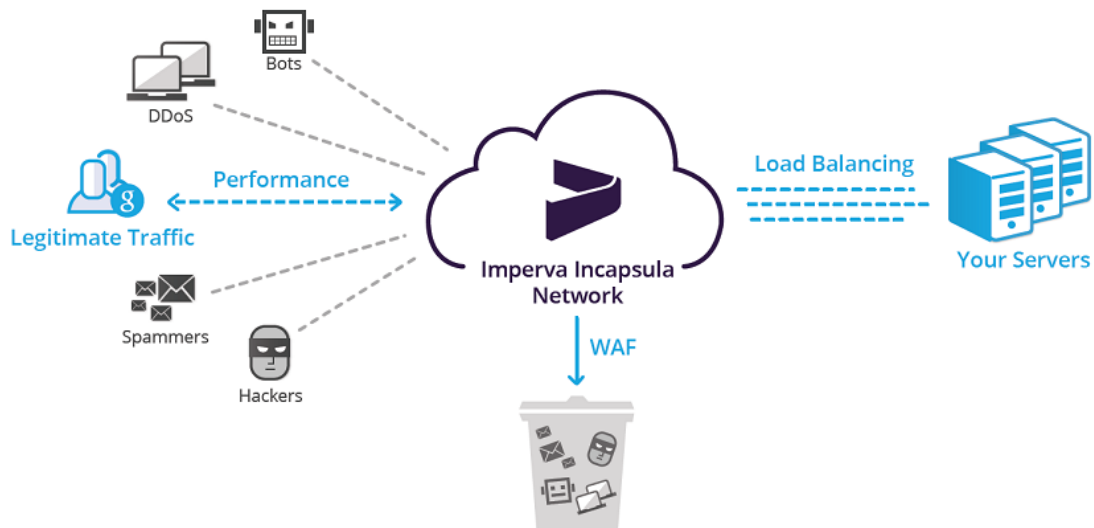 Bots
DDoS
Performance
Legitimate Traffic
g
Spammers
Hackers
Imperva Incapsula
Network
WAF
Load Balancing
Your Servers